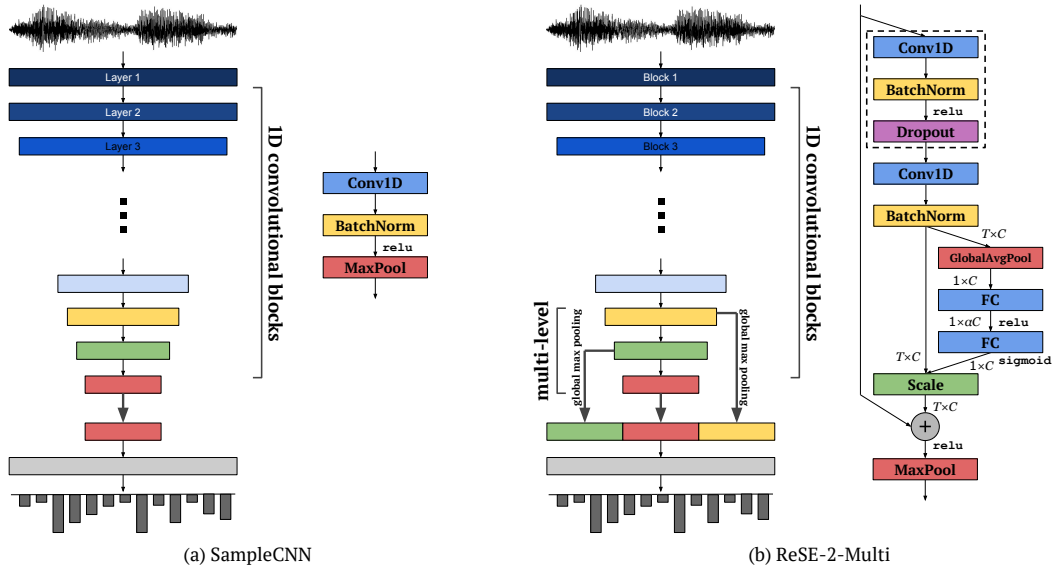 Layer 1
Layer 2
Layer 3
1D convolutional blocks
Conv1D
BatchNorm
relu
MaxPool
(a) SampleCNN
Block 1
Block 2
Block 3
1D convolutional blocks
multi-level
global max pooling
global max pooling
Conv1D
BatchNorm
relu
Dropout
Conv1D
BatchNorm
T×C
GlobalAvgPool
1×C
FC
1×αC
relu
FC
sigmoid
T×C
1×C
Scale
T×C
+
relu
MaxPool
(b) ReSE-2-Multi